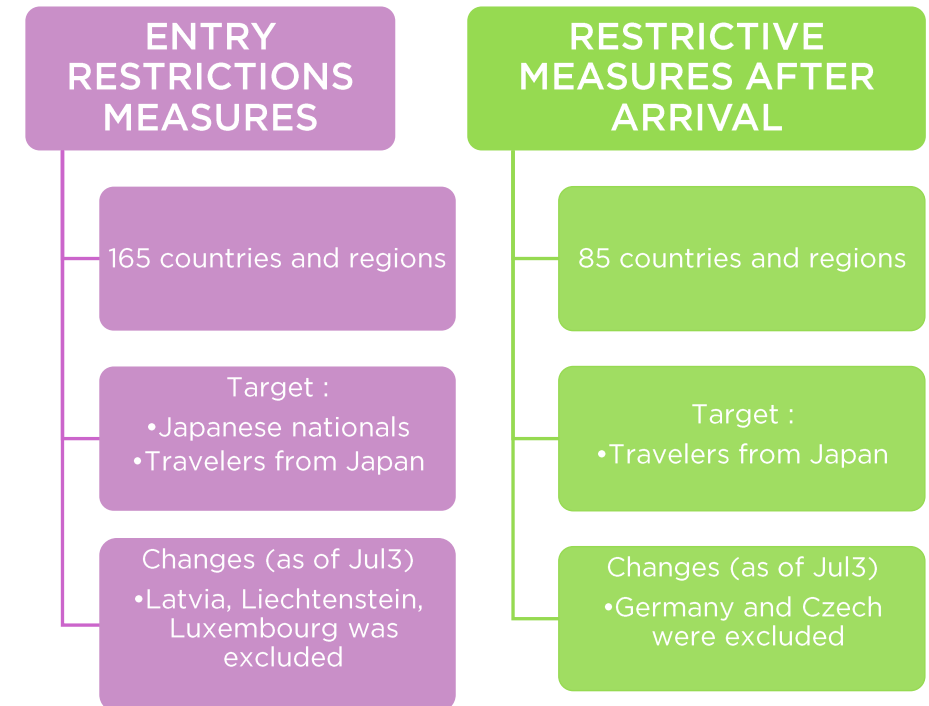 ENTRY
RESTRICTIONS
MEASURES
165 countries and regions
Target :
•Japanese nationals
•Travelers from Japan
Changes (as of Jul3)
•Latvia, Liechtenstein,
Luxembourg was
excluded
RESTRICTIVE
MEASURES AFTER
ARRIVAL
85 countries and regions
Target :
•Travelers from Japan
Changes (as of Jul3)
•Germany and Czech
were excluded